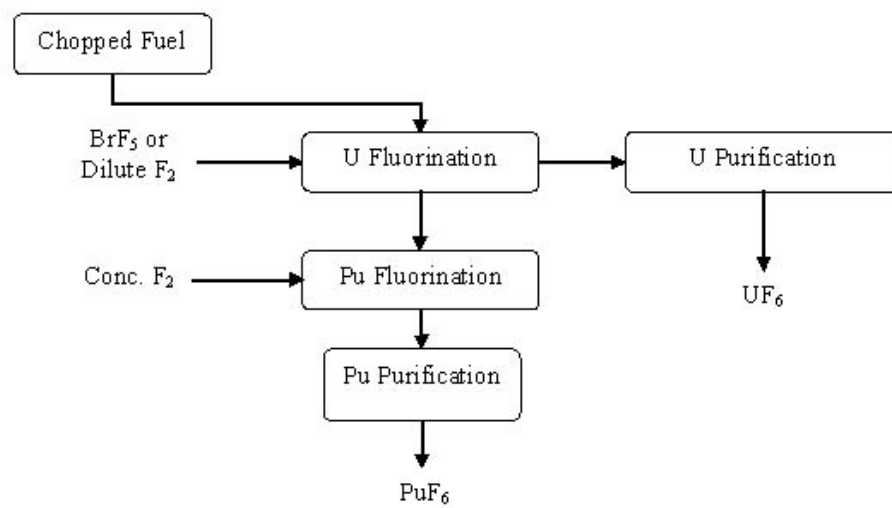 Chopped Fuel
BrF₅ or
Dilute F₂
U Fluorination
U Purification
Conc. F₂
Pu Fluorination
UF₆
Pu Purification
PuF₆